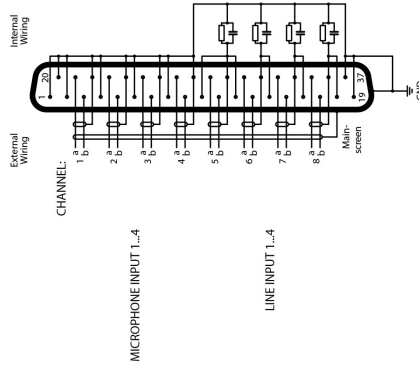 Internal
Wiring
20
37
1
19
GND
External
Wiring
CHANNEL:
a
b
1
a
b
2
a
b
3
a
b
4
a
b
5
a
b
6
a
b
7
a
b
8
Main-
screen
MICROPHONE INPUT 1...4
LINE INPUT 1...4